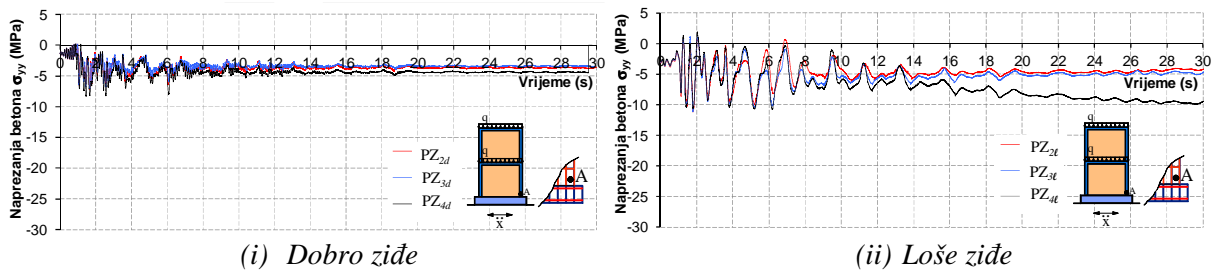 Naprezanja betona σyy (MPa)
5
0
-5
-10
-15
-20
-25
-30
0 2 4 6 8 10 12 14 16 18 20 22 24 26 28 30
Vrijeme (s)
PZ2d
PZ3d
PZ4d
q
q
A
A
ẍ
(i) Dobro ziđe
Naprezanja betona σyy (MPa)
5
0
-5
-10
-15
-20
-25
-30
0 2 4 6 8 10 12 14 16 18 20 22 24 26 28 30
Vrijeme (s)
PZ2ℓ
PZ3ℓ
PZ4ℓ
q
q
A
A
ẍ
(ii) Loše ziđe